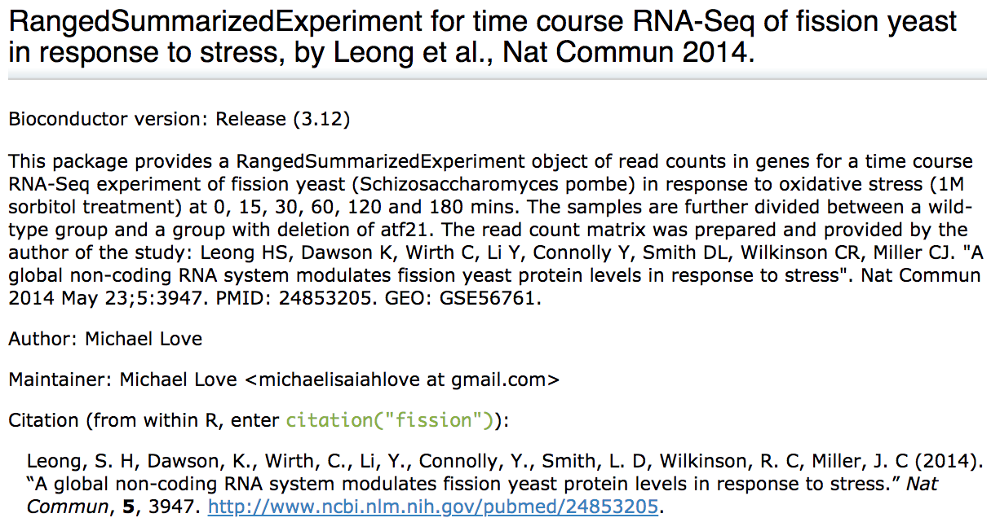 RangedSummarizedExperiment for time course RNA-Seq of fission yeast
in response to stress, by Leong et al., Nat Commun 2014.
Bioconductor version: Release (3.12)
This package provides a RangedSummarizedExperiment object of read counts in genes for a time course
RNA-Seq experiment of fission yeast (Schizosaccharomyces pombe) in response to oxidative stress (1M
sorbitol treatment) at 0, 15, 30, 60, 120 and 180 mins. The samples are further divided between a wild-
type group and a group with deletion of atf21. The read count matrix was prepared and provided by the
author of the study: Leong HS, Dawson K, Wirth C, Li Y, Connolly Y, Smith DL, Wilkinson CR, Miller CJ. "A
global non-coding RNA system modulates fission yeast protein levels in response to stress". Nat Commun
2014 May 23;5:3947. PMID: 24853205. GEO: GSE56761.
Author: Michael Love
Maintainer: Michael Love <michaelisaiahlove at gmail.com>
Citation (from within R, enter citation("fission")):
Leong, S. H, Dawson, K., Wirth, C., Li, Y., Connolly, Y., Smith, L. D, Wilkinson, R. C, Miller, J. C (2014).
“A global non-coding RNA system modulates fission yeast protein levels in response to stress.” Nat
Commun, 5, 3947. http://www.ncbi.nlm.nih.gov/pubmed/24853205.